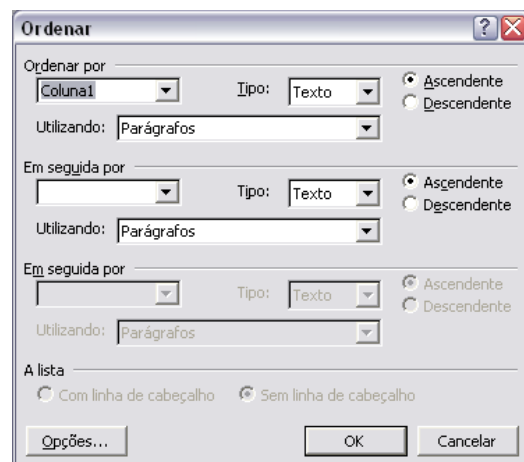 Ordenar
Ordenar por
Coluna1 Tipo: Texto Ascendente
Descendente
Utilizando: Parágrafos
Em seguida por
Tipo: Texto Ascendente
Descendente
Utilizando: Parágrafos
Em seguida por
Tipo: Texto Ascendente
Descendente
Utilizando: Parágrafos
A lista
Com linha de cabeçalho Sem linha de cabeçalho
Opções... OK Cancelar